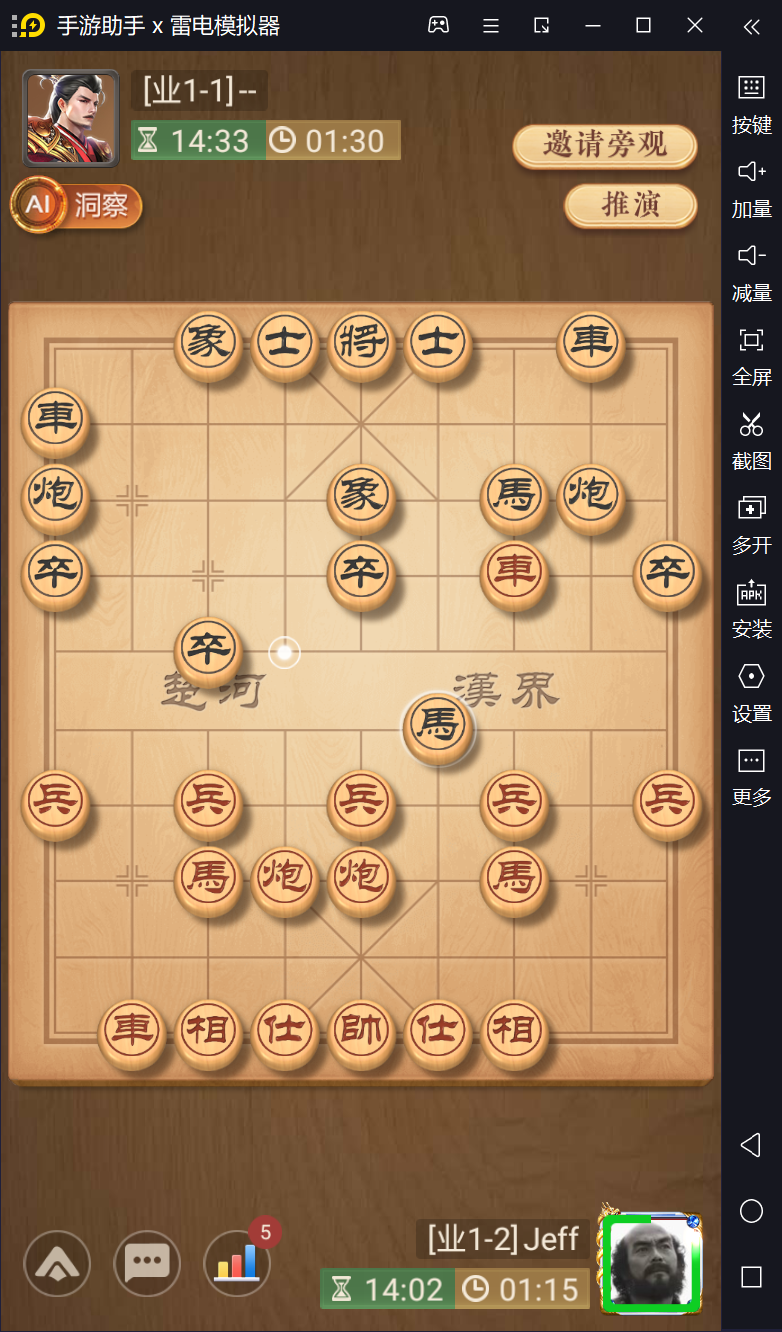 手游助手 x 雷电模拟器
[业1-1]--
14:33 01:30
邀请旁观
AI 洞察
推演
按键
加量
减量
全屏
截图
多开
APK
安装
设置
更多
象 士 將 士 車
車
炮 象 馬 炮
卒 卒 車 卒
卒
楚河 漢界
馬
兵 兵 兵 兵 兵
馬 炮 炮 馬
車 相 仕 帥 仕 相
5
[业1-2]Jeff
14:02 01:15